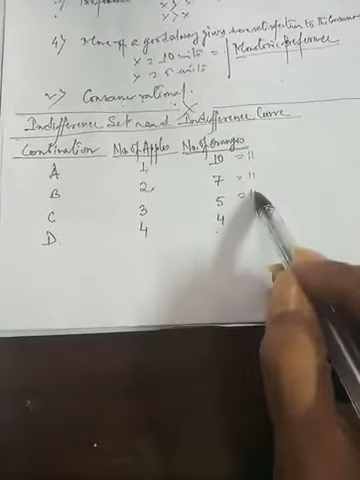 x > y
y > x
4) More of a good always gives more satisfaction to the consumer
x = 10 units =
y = 5 units
Monotonic Preference
Consumer rational.
Indifference Set and Indifference Curve
Combination No. of Apples No. of Oranges
A 1 10 = 11
B 2 7 = 11
C 3 5 =
D. 4 4